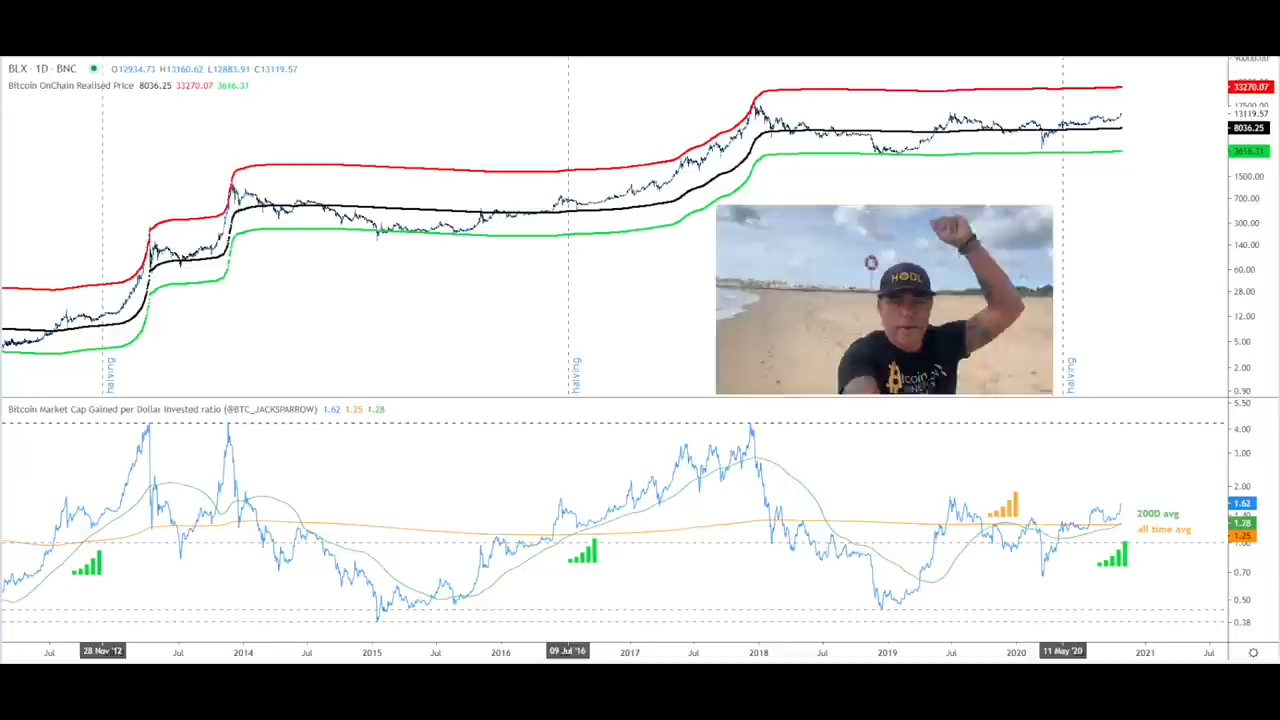 BLX · 1D · BNC O12934.73 H13160.62 L12883.91 C13119.57
Bitcoin OnChain Realised Price 8036.25 33270.07 3616.31
33270.07
13119.57
8036.25
3616.31
1500.00
700.00
300.00
140.00
60.00
28.00
12.00
5.00
2.00
0.90
HODL
halving
halving
halving
Bitcoin Market Cap Gained per Dollar Invested ratio (@BTC_JACKSPARROW) 1.62 1.25 1.28
5.50
4.00
3.00
2.00
1.62
1.28
1.25
0.70
0.50
0.38
200D avg
all time avg
Jul 28 Nov '12 Jul 2014 Jul 2015 Jul 2016 09 Jul '16 2017 Jul 2018 Jul 2019 Jul 2020 11 May '20 2021 Jul